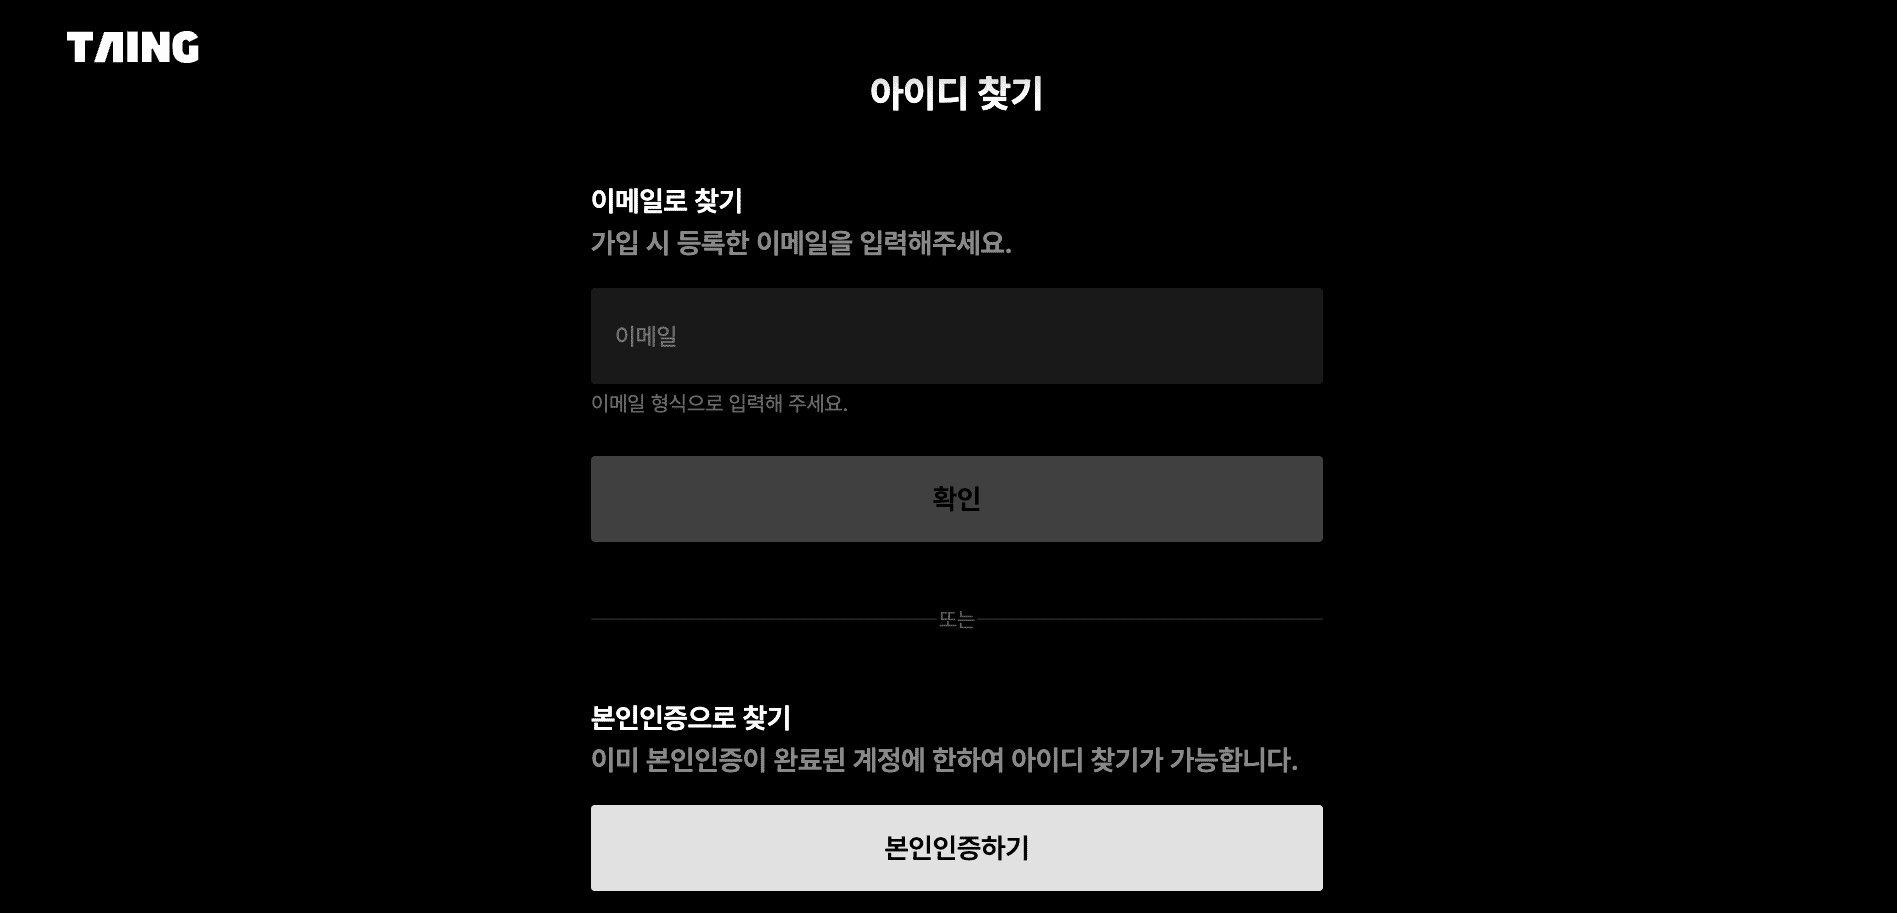 TAING
아이디 찾기
이메일로 찾기
가입 시 등록한 이메일을 입력해주세요.
이메일
이메일 형식으로 입력해 주세요.
확인
또는
본인인증으로 찾기
이미 본인인증이 완료된 계정에 한하여 아이디 찾기가 가능합니다.
본인인증하기